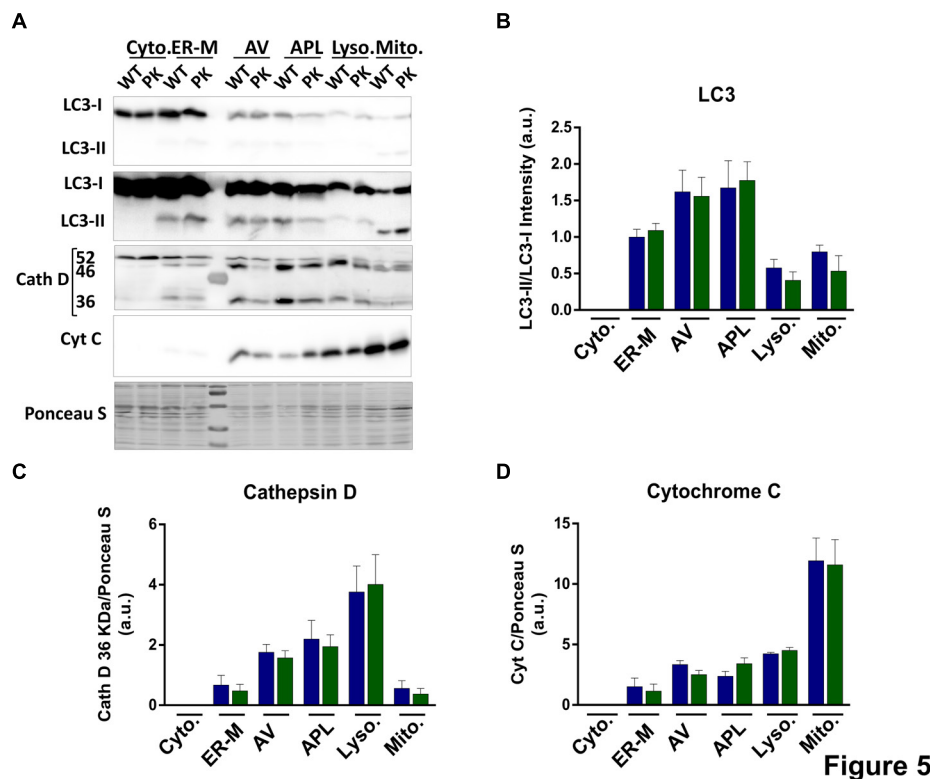 A
Cyto. ER-M AV APL Lyso. Mito.
WT PK WT PK WT PK WT PK WT PK WT PK
LC3-I
LC3-II
LC3-I
LC3-II
Cath D
52
46
36
Cyt C
Ponceau S
B
LC3
LC3-II/LC3-I Intensity (a.u.)
2.5
2.0
1.5
1.0
0.5
0.0
Cyto. ER-M AV APL Lyso. Mito.
C
Cathepsin D
Cath D 36 KDa/Ponceau S
(a.u.)
6
4
2
0
Cyto. ER-M AV APL Lyso. Mito.
D
Cytochrome C
Cyt C/Ponceau S
(a.u.)
15
10
5
0
Cyto. ER-M AV APL Lyso. Mito.
Figure 5